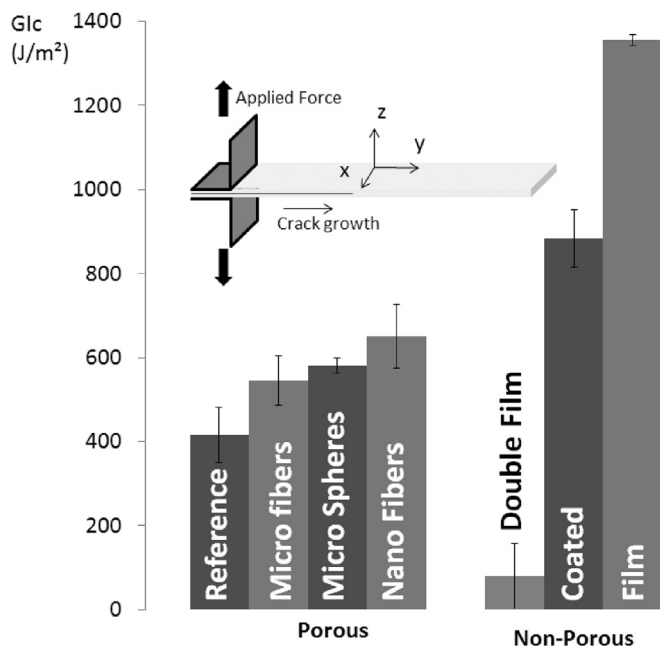 GIc
(J/m²)
1400
1200
1000
800
600
400
200
0
Applied Force
z
y
x
Crack growth
Reference
Micro fibers
Micro Spheres
Nano Fibers
Double Film
Coated
Film
Porous
Non-Porous